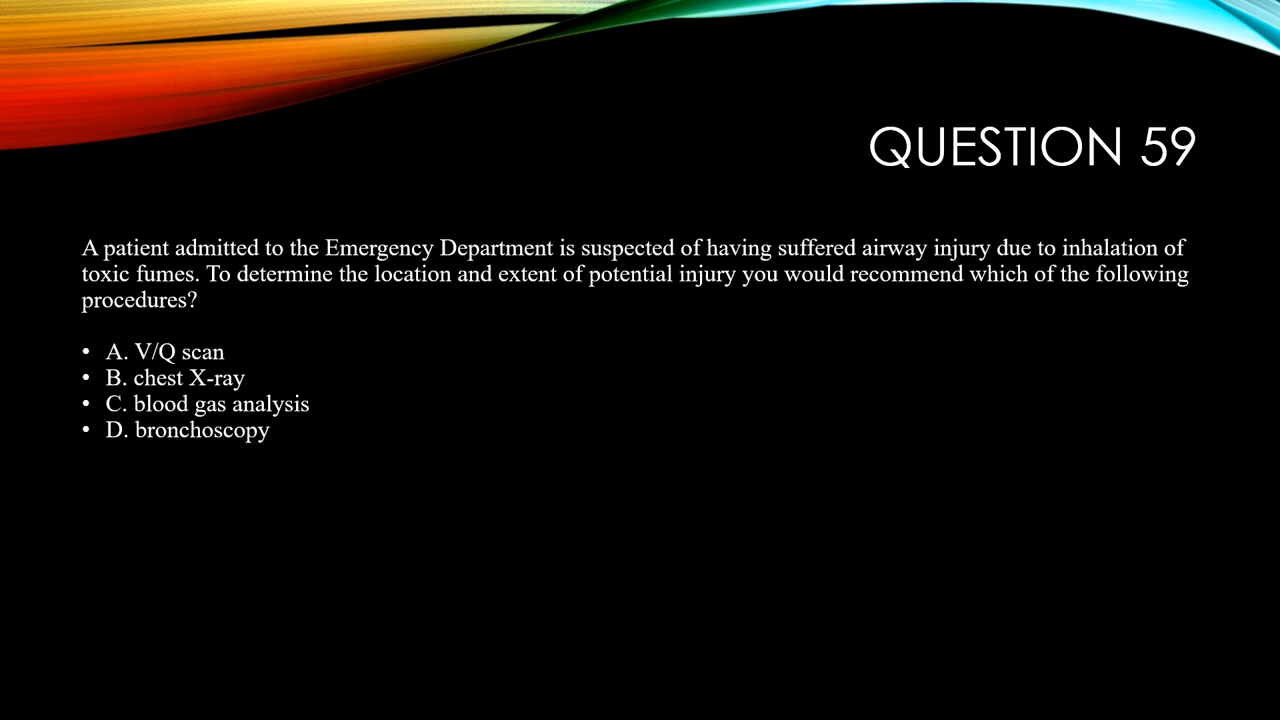 QUESTION 59
A patient admitted to the Emergency Department is suspected of having suffered airway injury due to inhalation of
toxic fumes. To determine the location and extent of potential injury you would recommend which of the following
procedures?
• A. V/Q scan
• B. chest X-ray
• C. blood gas analysis
• D. bronchoscopy